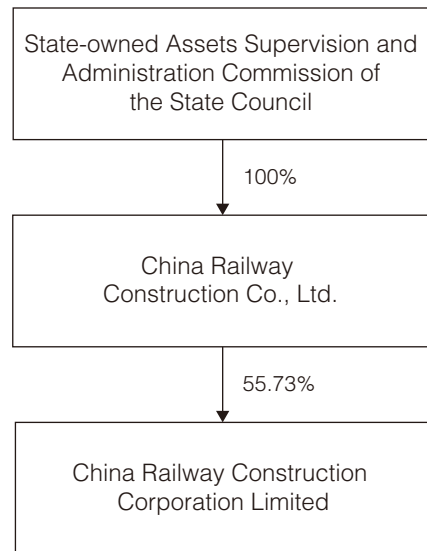 State-owned Assets Supervision and
Administration Commission of
the State Council
100%
China Railway
Construction Co., Ltd.
55.73%
China Railway Construction
Corporation Limited